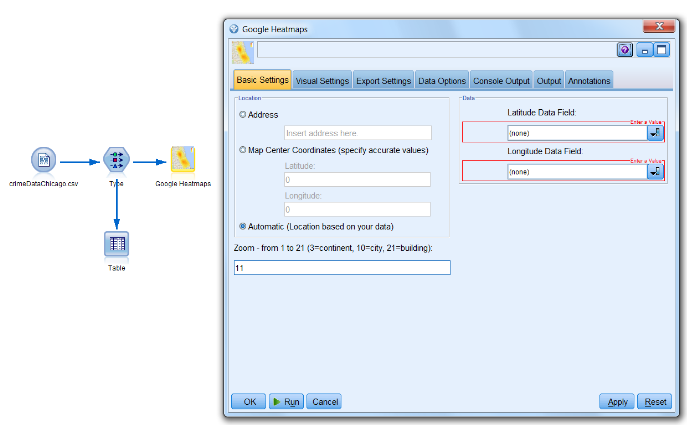 Google Heatmaps
Basic Settings Visual Settings Export Settings Data Options Console Output Output Annotations
Location
Address
Insert address here.
Map Center Coordinates (specify accurate values)
Latitude:
0
Longitude:
0
Automatic (Location based on your data)
Zoom - from 1 to 21 (3=continent, 10=city, 21=building):
11
Data
Latitude Data Field:
Enter a Value
(none)
Longitude Data Field:
Enter a Value
(none)
OK Run Cancel Apply Reset
crimeDataChicago.csv Type Google Heatmaps
Table